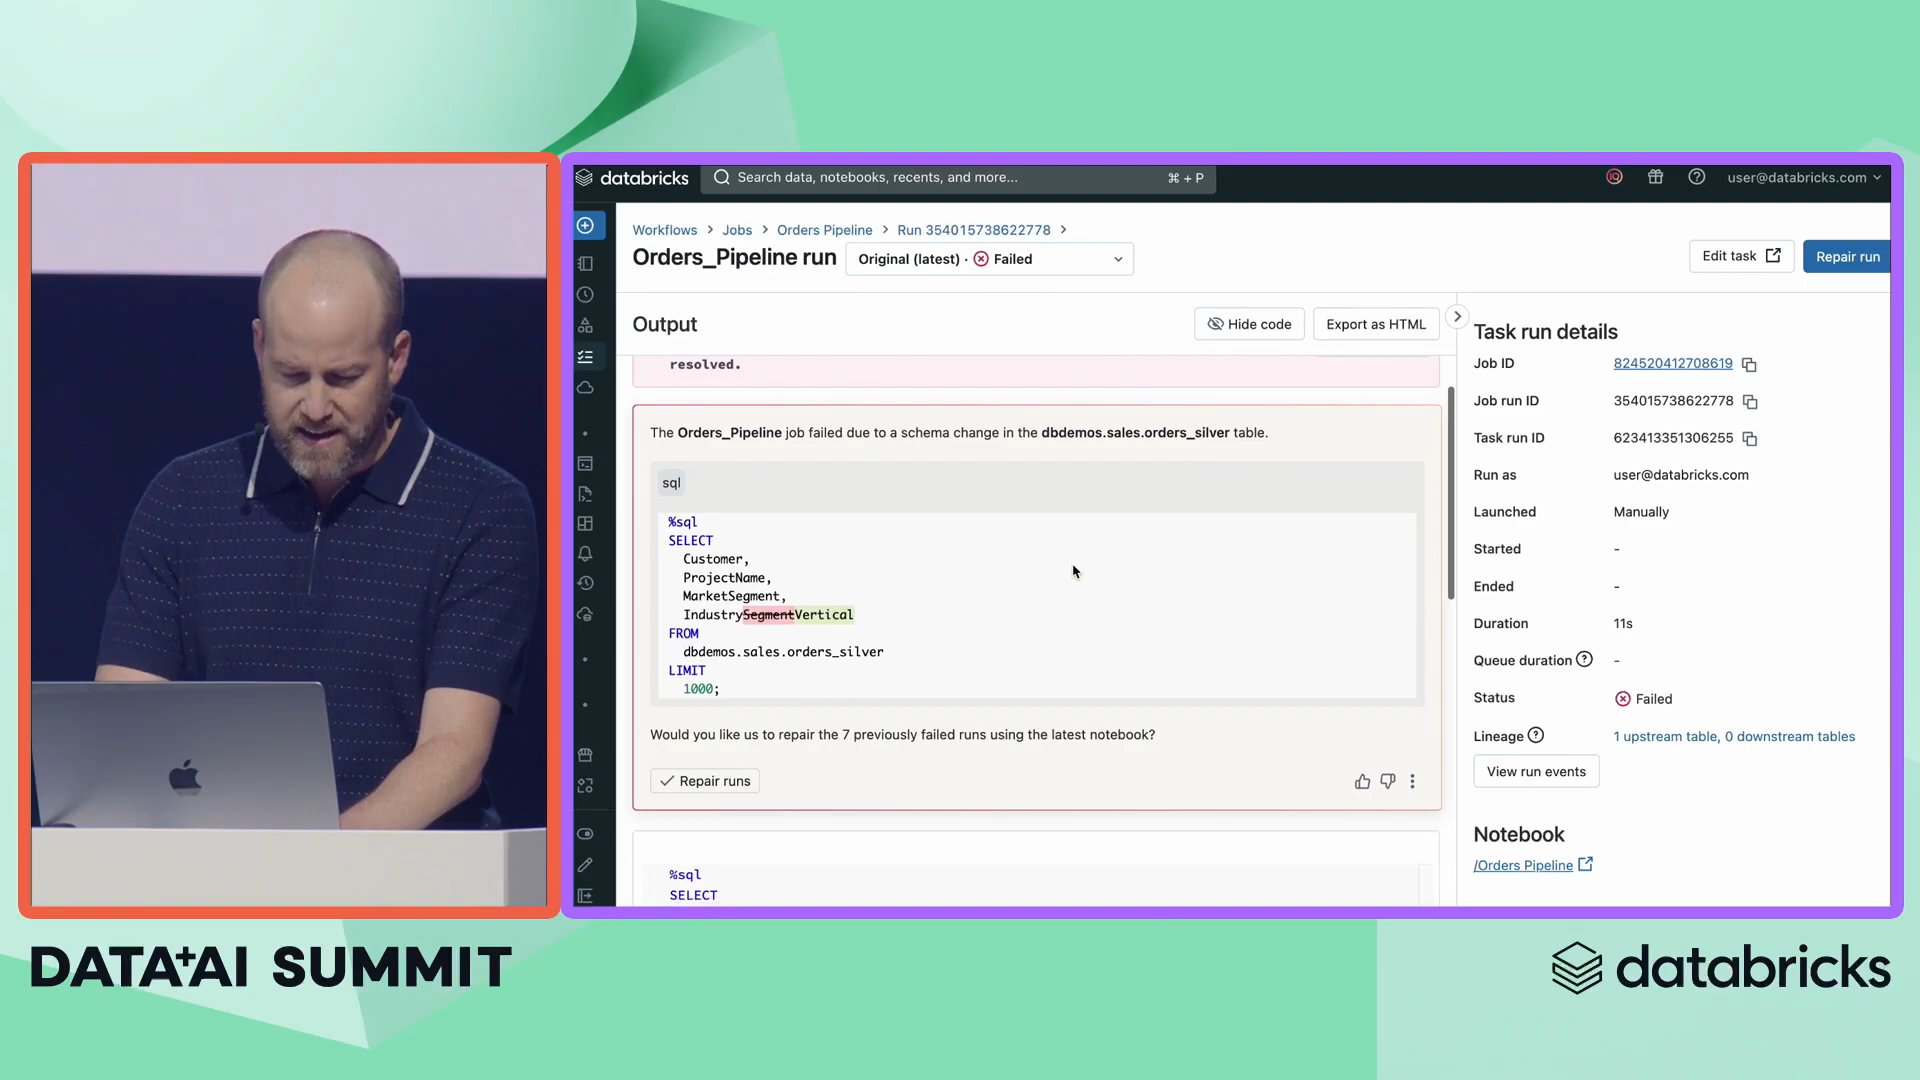 databricks
Search data, notebooks, recents, and more...
⌘ + P
user@databricks.com
Workflows > Jobs > Orders Pipeline > Run 354015738622778 >
Orders_Pipeline run
Original (latest) · Failed
Edit task
Repair run
Output
Hide code
Export as HTML
resolved.
The Orders_Pipeline job failed due to a schema change in the dbdemos.sales.orders_silver table.
sql
%sql
SELECT
Customer,
ProjectName,
MarketSegment,
IndustrySegmentVertical
FROM
dbdemos.sales.orders_silver
LIMIT
1000;
Would you like us to repair the 7 previously failed runs using the latest notebook?
Repair runs
%sql
SELECT
Task run details
Job ID 824520412708619
Job run ID 354015738622778
Task run ID 623413351306255
Run as user@databricks.com
Launched Manually
Started -
Ended -
Duration 11s
Queue duration -
Status Failed
Lineage 1 upstream table, 0 downstream tables
View run events
Notebook
/Orders Pipeline
DATA+AI SUMMIT
databricks